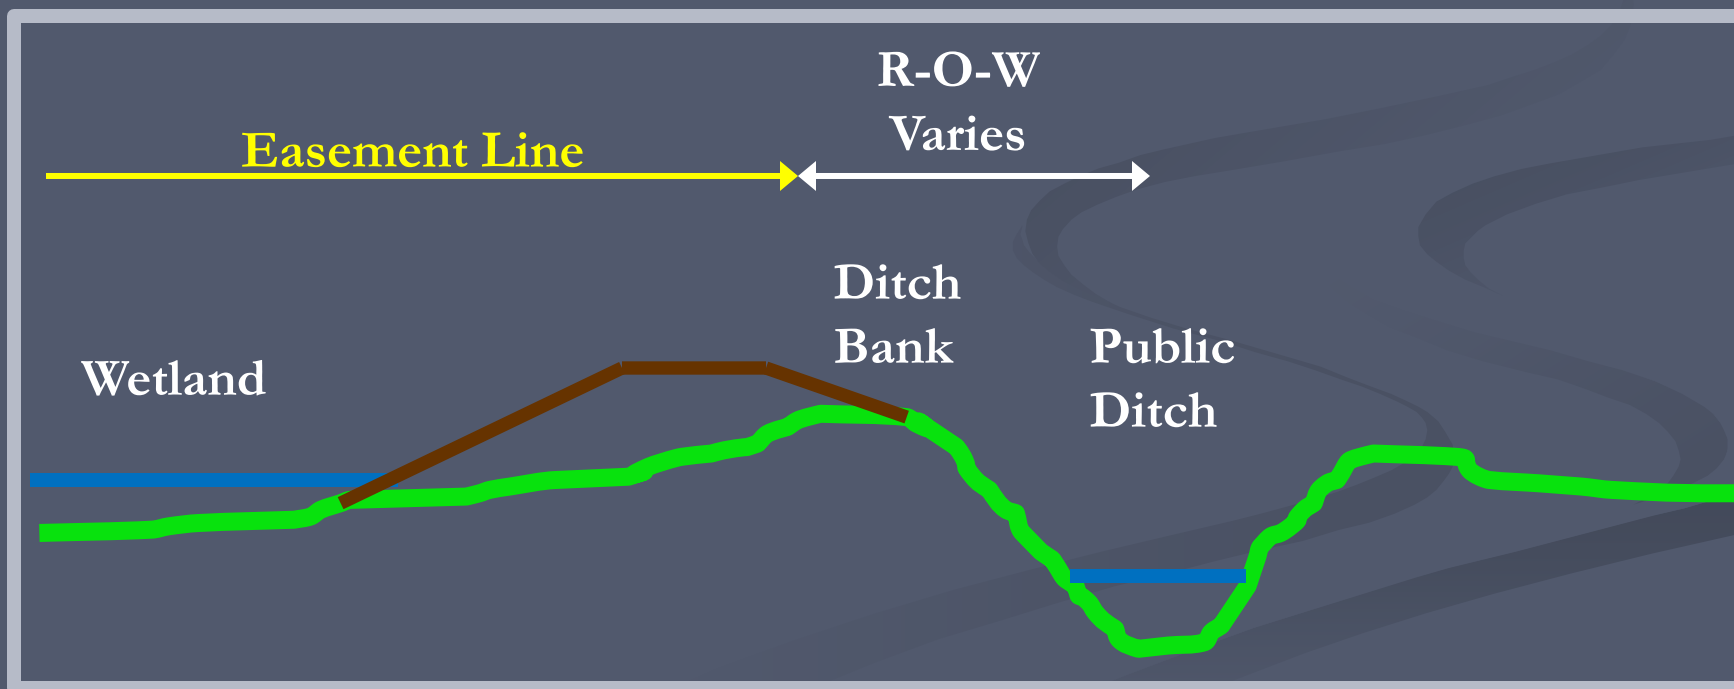 R-O-W
Varies
Easement Line
Ditch
Bank
Public
Ditch
Wetland